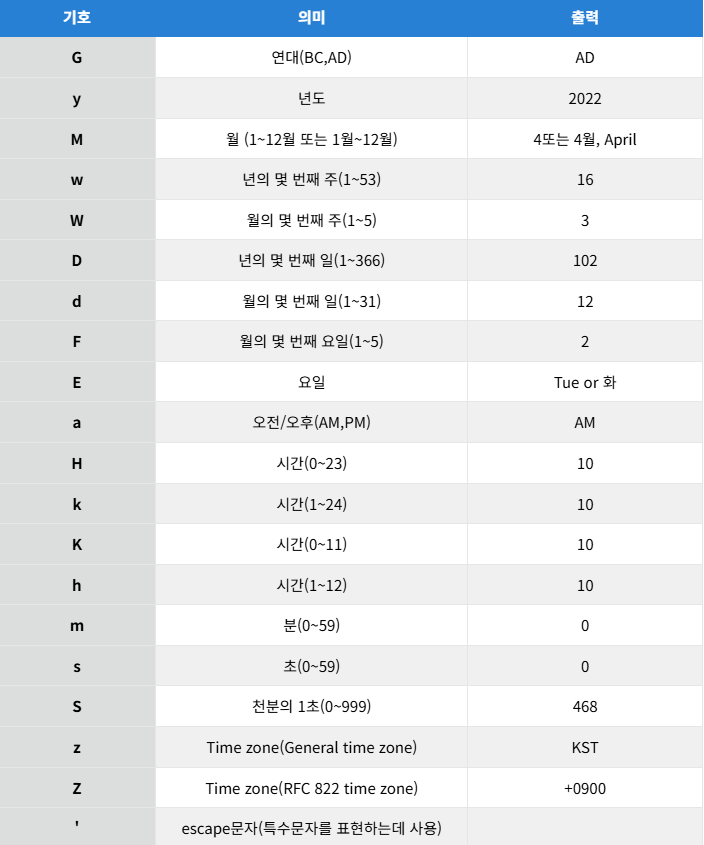 기호 의미 출력
G 연대(BC,AD) AD
y 년도 2022
M 월 (1~12월 또는 1월~12월) 4또는 4월, April
w 년의 몇 번째 주(1~53) 16
W 월의 몇 번째 주(1~5) 3
D 년의 몇 번째 일(1~366) 102
d 월의 몇 번째 일(1~31) 12
F 월의 몇 번째 요일(1~5) 2
E 요일 Tue or 화
a 오전/오후(AM,PM) AM
H 시간(0~23) 10
k 시간(1~24) 10
K 시간(0~11) 10
h 시간(1~12) 10
m 분(0~59) 0
s 초(0~59) 0
S 천분의 1초(0~999) 468
z Time zone(General time zone) KST
Z Time zone(RFC 822 time zone) +0900
' escape문자(특수문자를 표현하는데 사용)